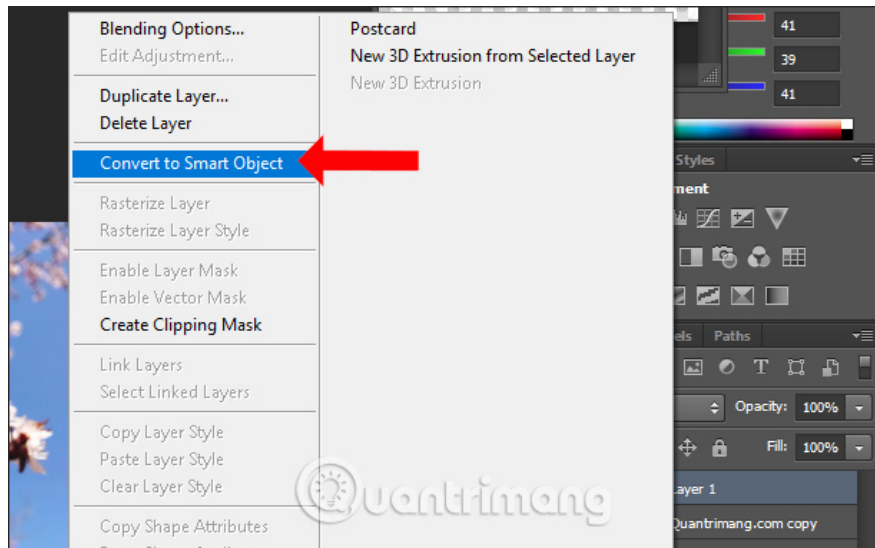 Blending Options...
Edit Adjustment...
Duplicate Layer...
Delete Layer
Convert to Smart Object
Rasterize Layer
Rasterize Layer Style
Enable Layer Mask
Enable Vector Mask
Create Clipping Mask
Link Layers
Select Linked Layers
Copy Layer Style
Paste Layer Style
Clear Layer Style
Copy Shape Attributes
Postcard
New 3D Extrusion from Selected Layer
New 3D Extrusion
Quantrimang
41
39
41
Styles
Paths
T
Opacity: 100%
Fill: 100%
Layer 1
Quantrimang.com copy